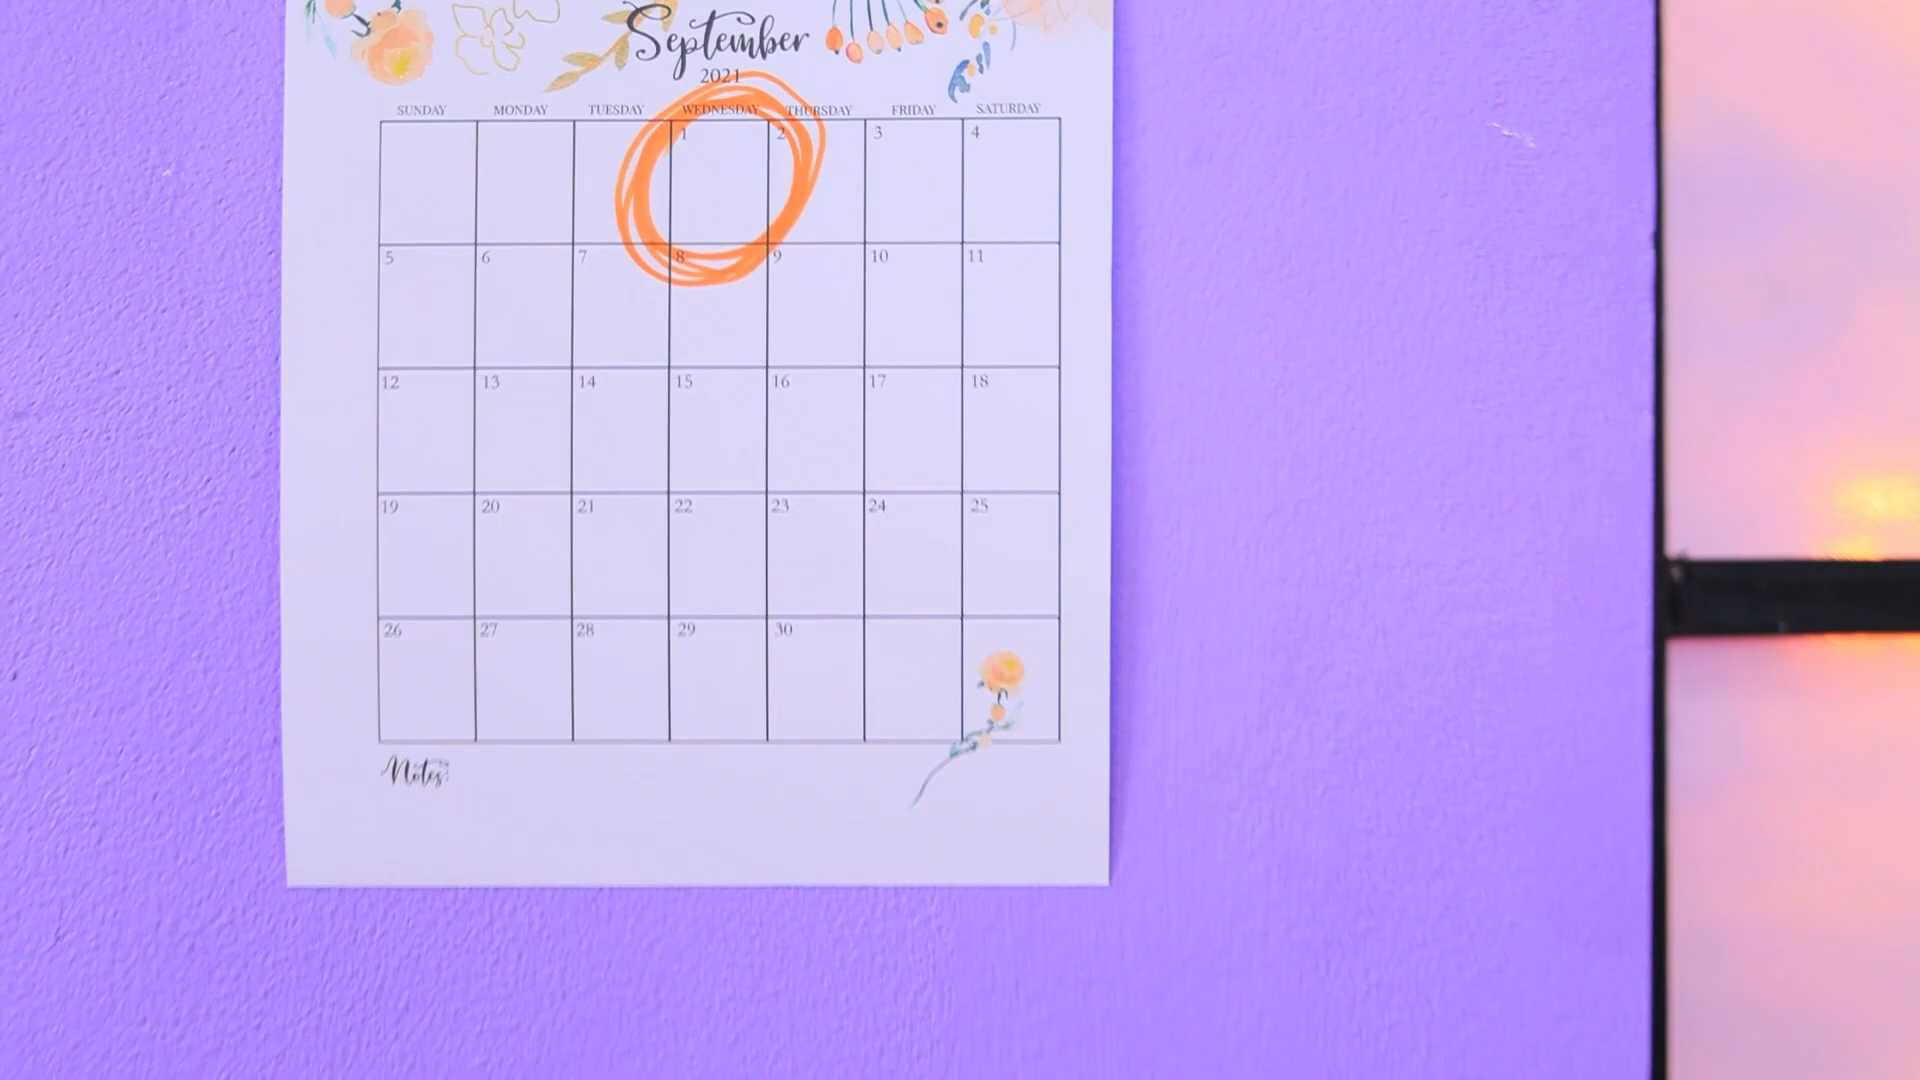 September
2021
SUNDAY MONDAY TUESDAY WEDNESDAY THURSDAY FRIDAY SATURDAY
1 2 3 4
5 6 7 8 9 10 11
12 13 14 15 16 17 18
19 20 21 22 23 24 25
26 27 28 29 30
Notes: